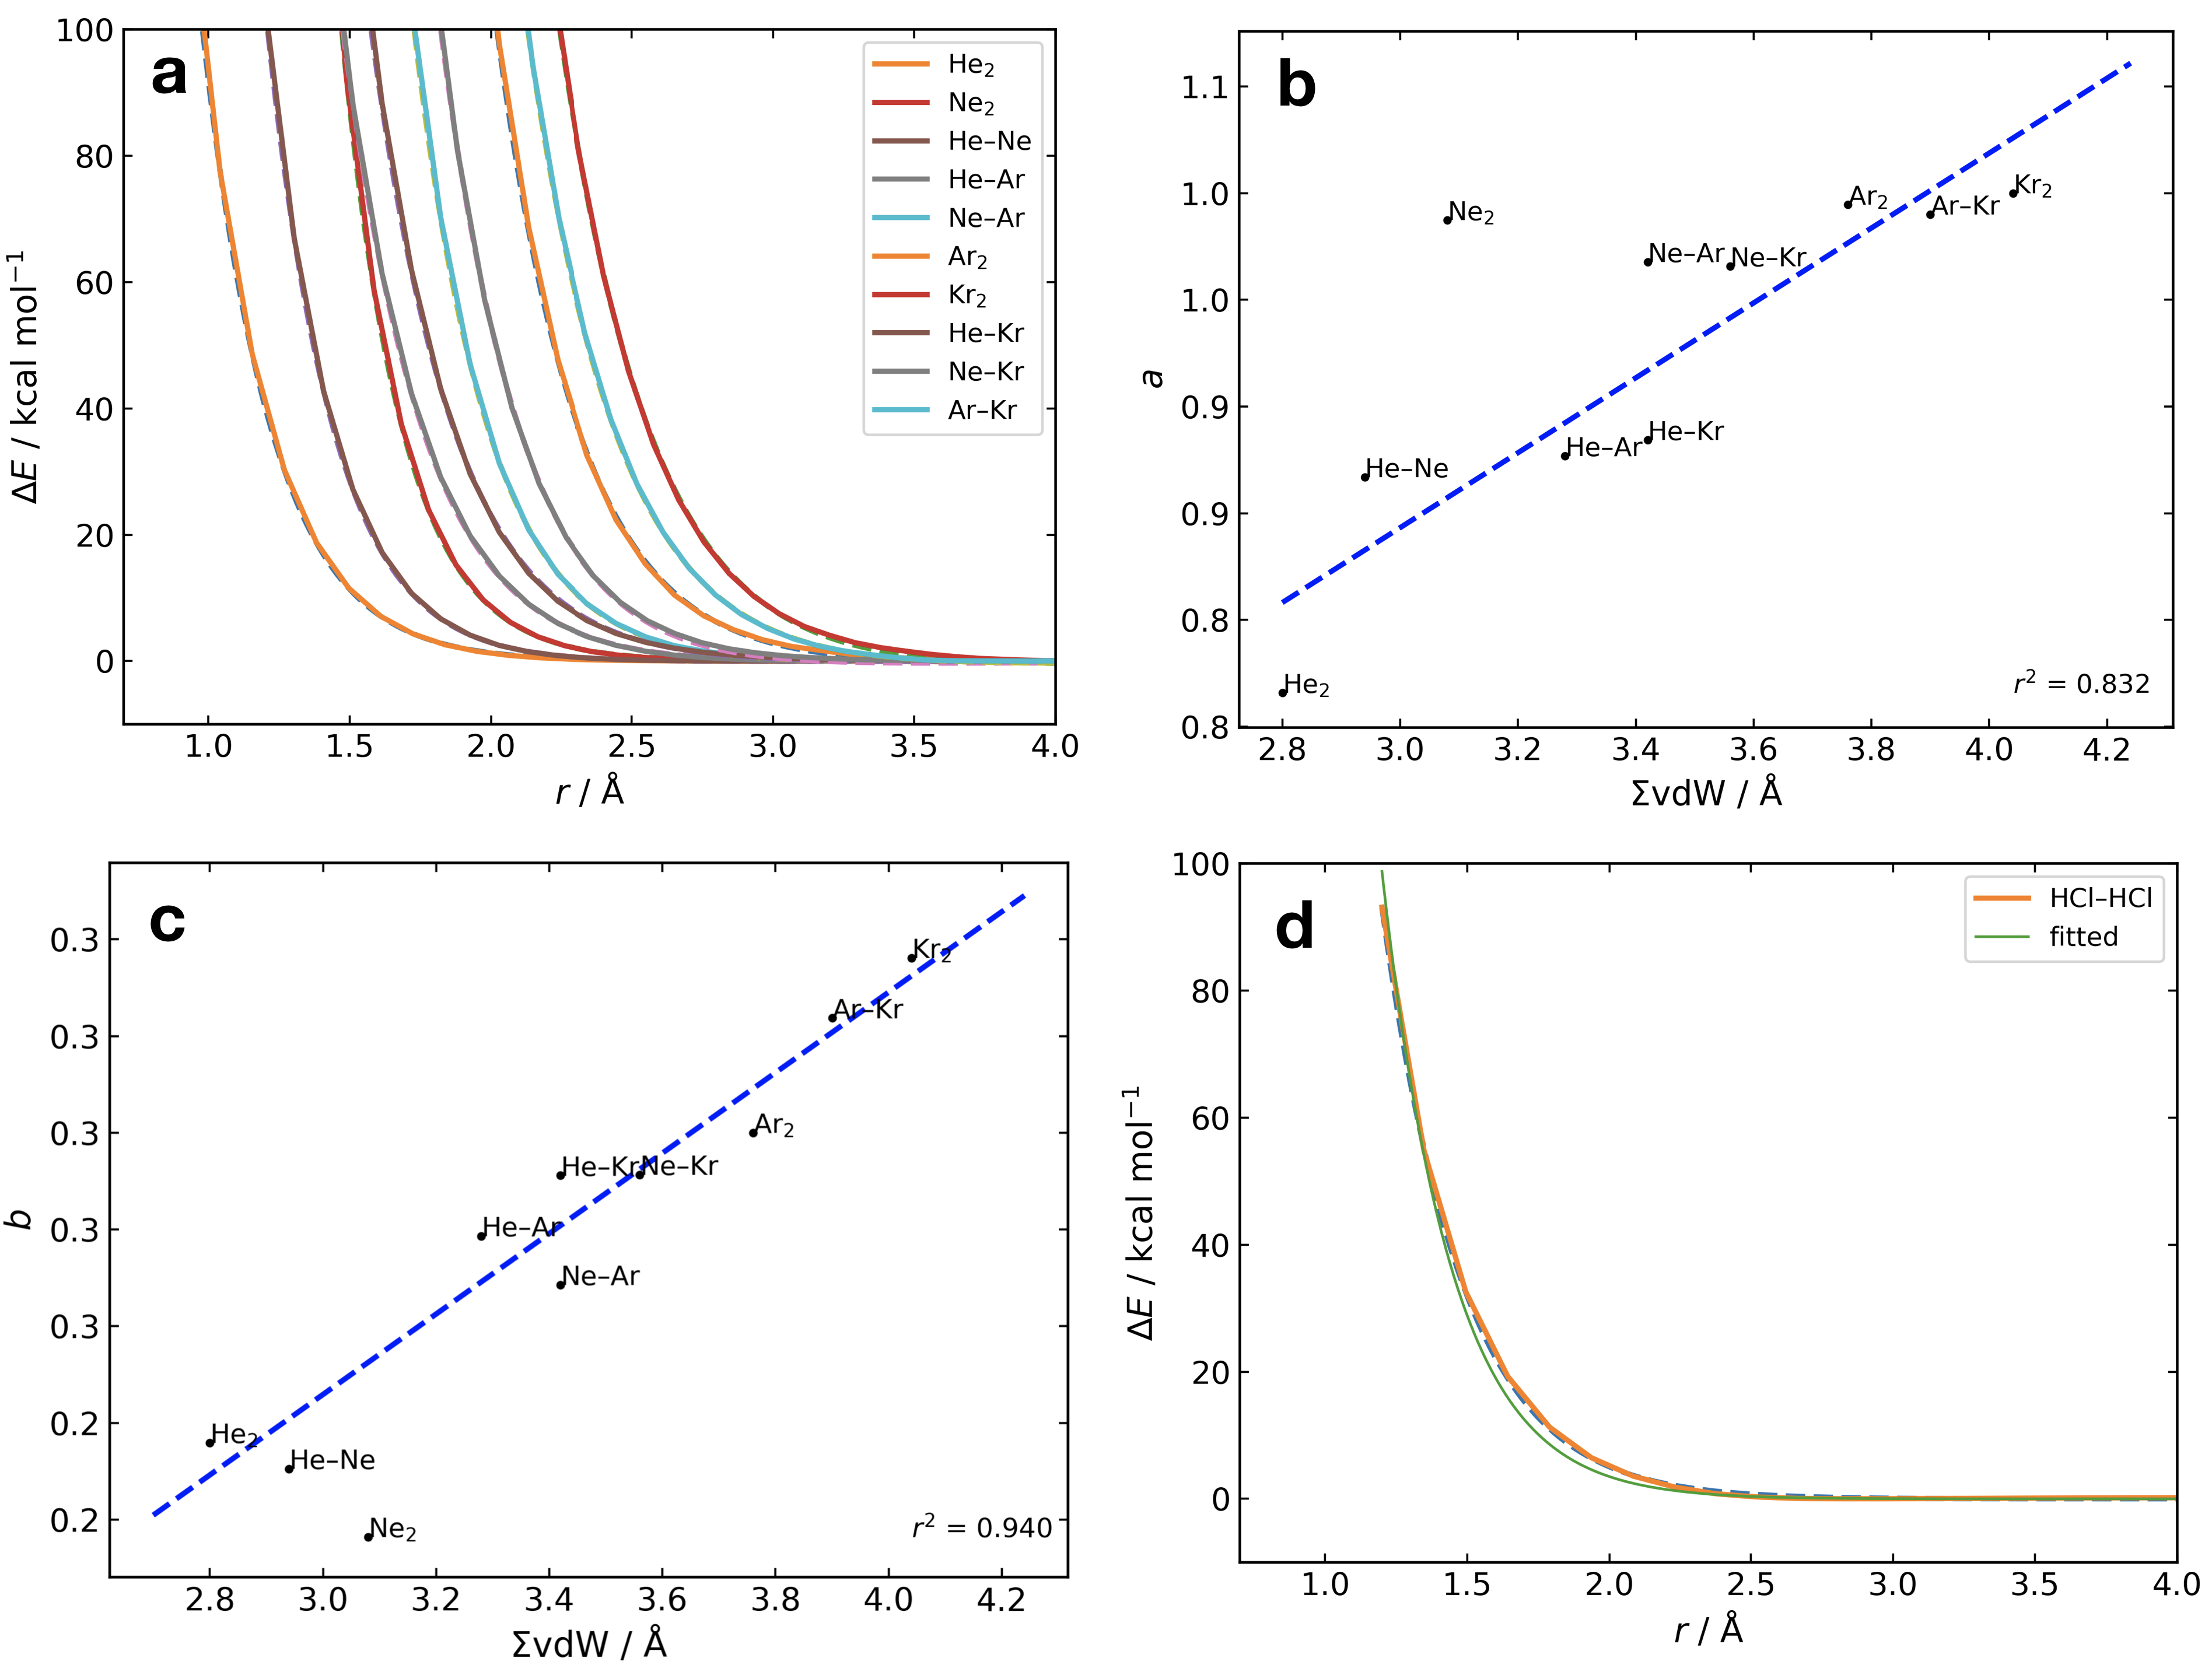 a
100
80
60
40
20
0
ΔE / kcal mol⁻¹
1.0 1.5 2.0 2.5 3.0 3.5 4.0
r / Å
He₂
Ne₂
He–Ne
He–Ar
Ne–Ar
Ar₂
Kr₂
He–Kr
Ne–Kr
Ar–Kr
b
1.1
1.0
1.0
0.9
0.9
0.8
0.8
a
Ne₂
Ar₂
Kr₂
Ar–Kr
Ne–Ar
Ne–Kr
He–Kr
He–Ar
He–Ne
He₂
r² = 0.832
2.8 3.0 3.2 3.4 3.6 3.8 4.0 4.2
ΣvdW / Å
c
0.3
0.3
0.3
0.3
0.3
0.2
0.2
b
Kr₂
Ar–Kr
Ar₂
He–Kr
Ne–Kr
He–Ar
Ne–Ar
He₂
He–Ne
Ne₂
r² = 0.940
2.8 3.0 3.2 3.4 3.6 3.8 4.0 4.2
ΣvdW / Å
d
100
80
60
40
20
0
ΔE / kcal mol⁻¹
HCl–HCl
fitted
1.0 1.5 2.0 2.5 3.0 3.5 4.0
r / Å